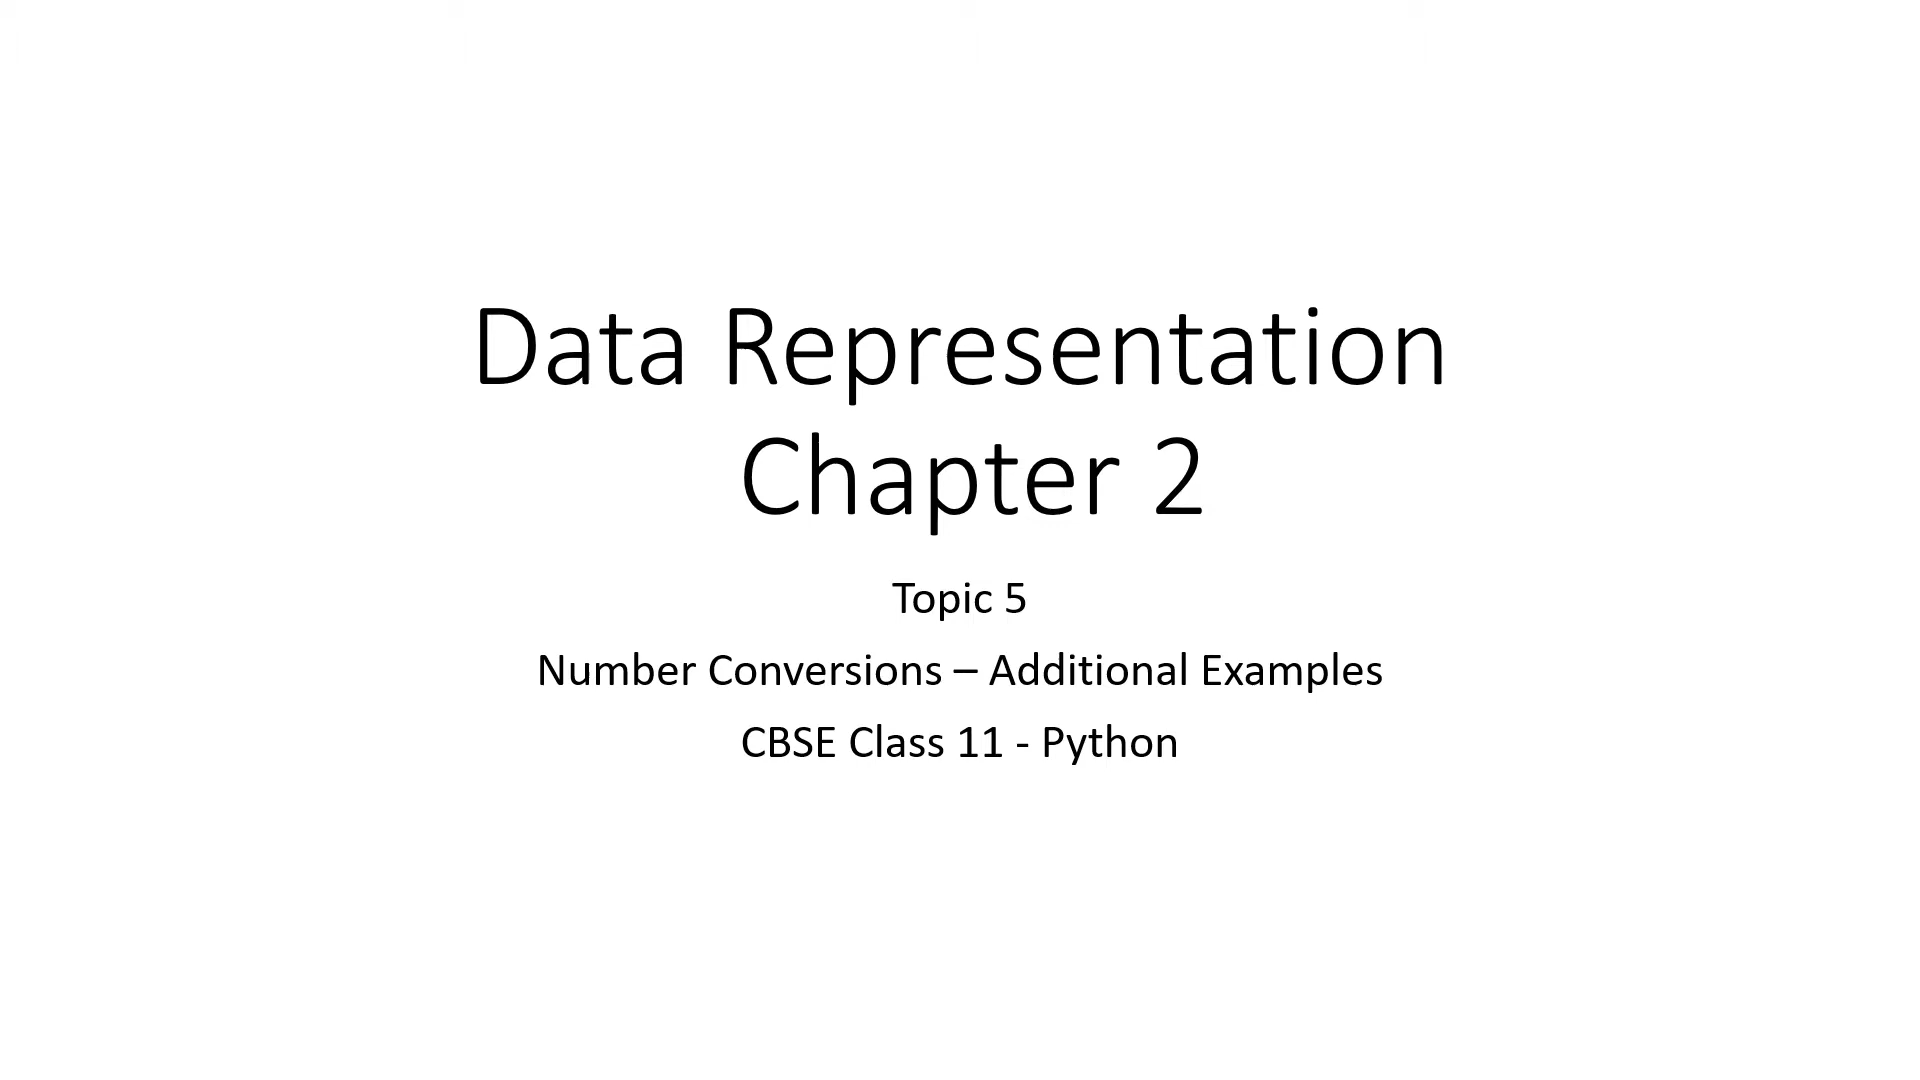 Data Representation
Chapter 2
Topic 5
Number Conversions – Additional Examples
CBSE Class 11 - Python